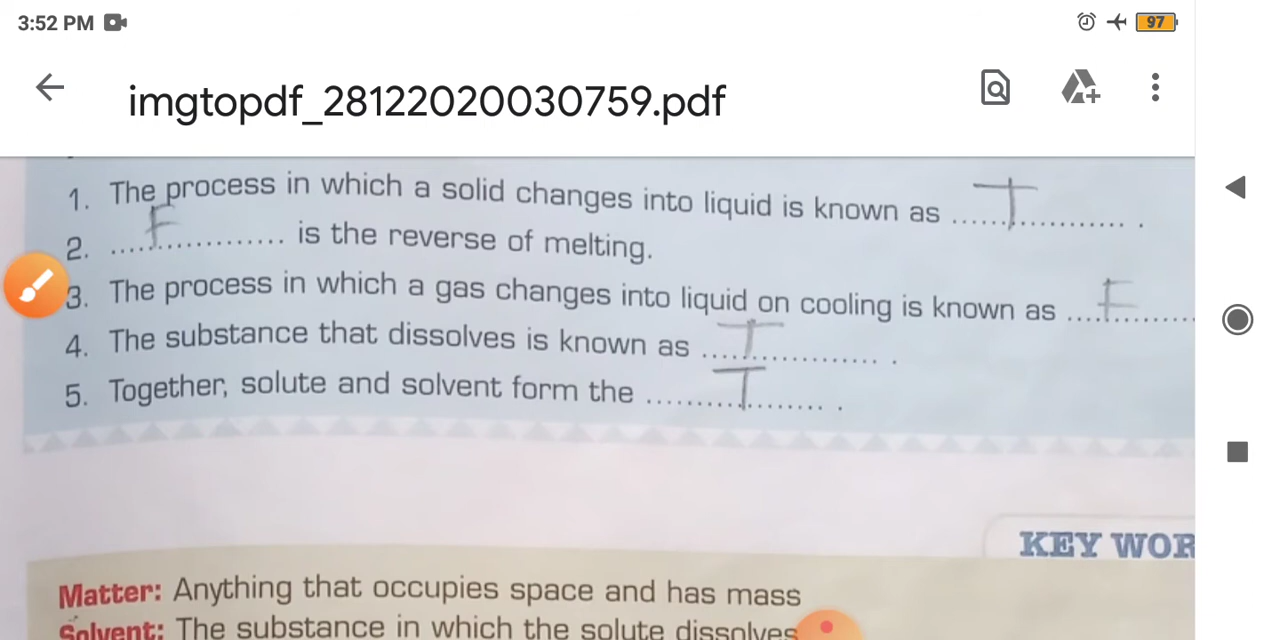 3:52 PM
97
imgtopdf_28122020030759.pdf
1. The process in which a solid changes into liquid is known as ....T.... .
2. ....F.... is the reverse of melting.
3. The process in which a gas changes into liquid on cooling is known as ....F....
4. The substance that dissolves is known as ....T.... .
5. Together, solute and solvent form the ....T.... .
KEY WOR
Matter: Anything that occupies space and has mass
Solvent: The substance in which the solute dissolves